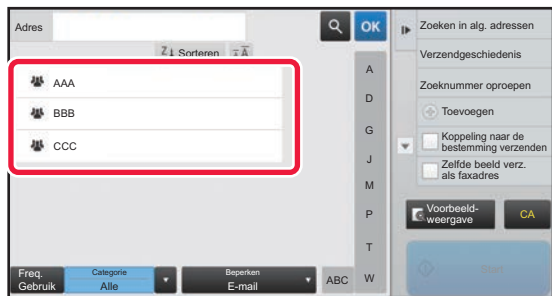 Adres
OK
Sorteren
AAA
BBB
CCC
A
D
G
J
M
P
T
W
Freq.
Gebruik
Categorie
Alle
Beperken
E-mail
ABC
Zoeken in alg. adressen
Verzendgeschiedenis
Zoeknummer oproepen
Toevoegen
Koppeling naar de
bestemming verzenden
Zelfde beeld verz.
als faxadres
Voorbeeld-
weergave
CA
Start